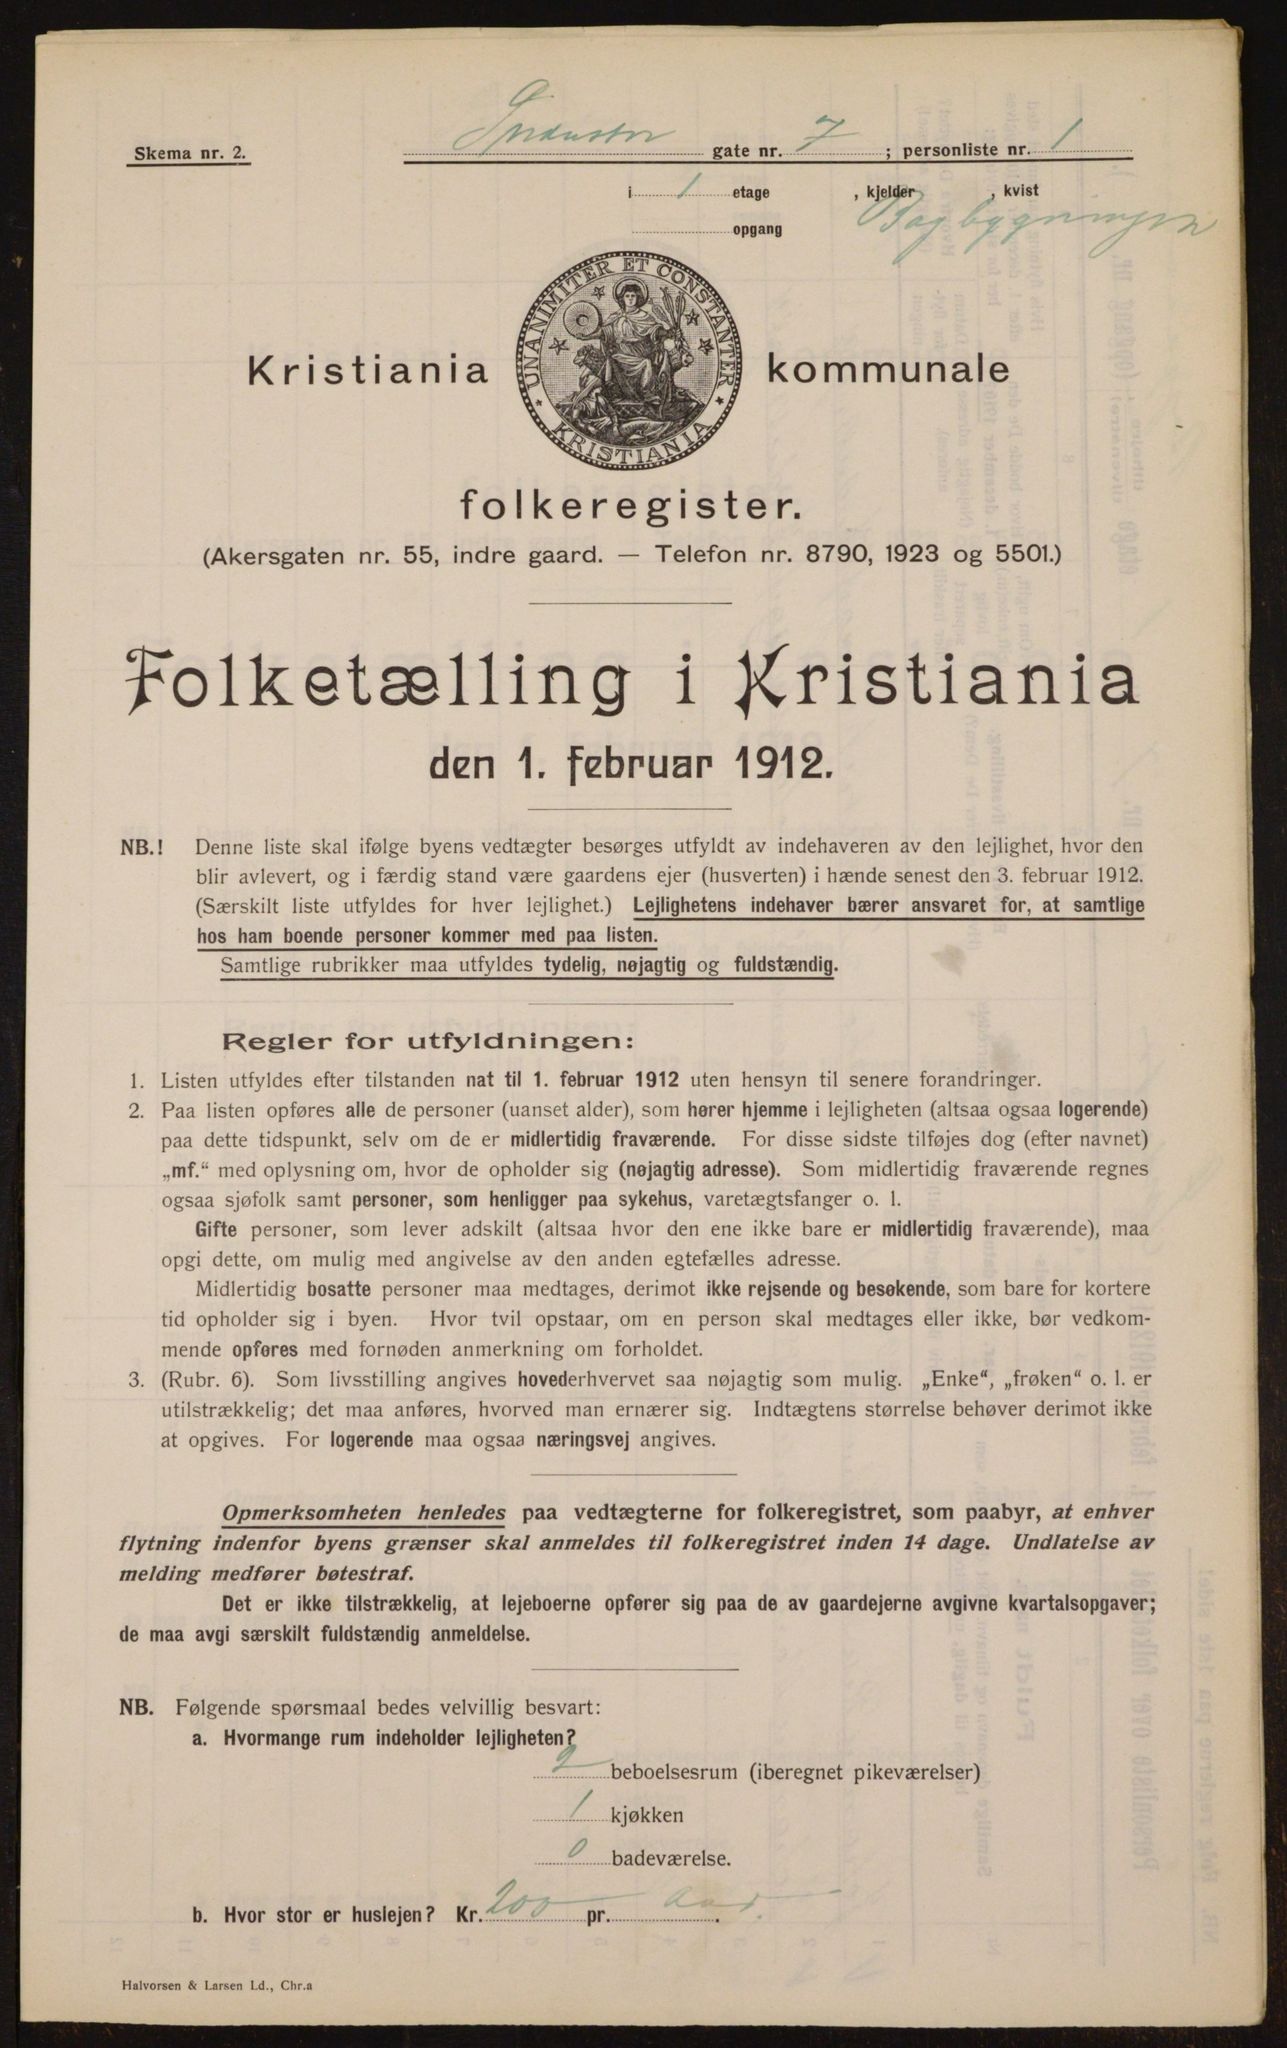 Skema nr. 2.
Industri gate nr. 7 ; personliste nr. 1
i 1 etage , kjelder , kvist
opgang Bagbygningen
UNANIMITER ET CONSTANTER
KRISTIANIA
Kristiania kommunale
folkeregister.
(Akersgaten nr. 55, indre gaard. — Telefon nr. 8790, 1923 og 5501.)
Folketælling i Kristiania
den 1. februar 1912.
NB.! Denne liste skal ifølge byens vedtægter besørges utfyldt av indehaveren av den lejlighet, hvor den
blir avlevert, og i færdig stand være gaardens ejer (husverten) i hænde senest den 3. februar 1912.
(Særskilt liste utfyldes for hver lejlighet.) Lejlighetens indehaver bærer ansvaret for, at samtlige
hos ham boende personer kommer med paa listen.
Samtlige rubrikker maa utfyldes tydelig, nøjagtig og fuldstændig.
Regler for utfyldningen:
1. Listen utfyldes efter tilstanden nat til 1. februar 1912 uten hensyn til senere forandringer.
2. Paa listen opføres alle de personer (uanset alder), som hører hjemme i lejligheten (altsaa ogsaa logerende)
paa dette tidspunkt, selv om de er midlertidig fraværende. For disse sidste tilføjes dog (efter navnet)
„mf.“ med oplysning om, hvor de opholder sig (nøjagtig adresse). Som midlertidig fraværende regnes
ogsaa sjøfolk samt personer, som henligger paa sykehus, varetægtsfanger o. l.
Gifte personer, som lever adskilt (altsaa hvor den ene ikke bare er midlertidig fraværende), maa
opgi dette, om mulig med angivelse av den anden egtefælles adresse.
Midlertidig bosatte personer maa medtages, derimot ikke rejsende og besøkende, som bare for kortere
tid opholder sig i byen. Hvor tvil opstaar, om en person skal medtages eller ikke, bør vedkom-
mende opføres med fornøden anmerkning om forholdet.
3. (Rubr. 6). Som livsstilling angives hovederhvervet saa nøjagtig som mulig. „Enke“, „frøken“ o. l. er
utilstrækkelig; det maa anføres, hvorved man ernærer sig. Indtægtens størrelse behøver derimot ikke
at opgives. For logerende maa ogsaa næringsvej angives.
Opmerksomheten henledes paa vedtægterne for folkeregistret, som paabyr, at enhver
flytning indenfor byens grænser skal anmeldes til folkeregistret inden 14 dage. Undlatelse av
melding medfører bøtestraf.
Det er ikke tilstrækkelig, at lejeboerne opfører sig paa de av gaardejerne avgivne kvartalsopgaver;
de maa avgi særskilt fuldstændig anmeldelse.
NB. Følgende spørsmaal bedes velvillig besvart:
a. Hvormange rum indeholder lejligheten?
2 beboelsesrum (iberegnet pikeværelser)
1 kjøkken
0 badeværelse.
b. Hvor stor er huslejen? Kr. 200 pr. aar.
Halvorsen & Larsen Ld., Chr.a